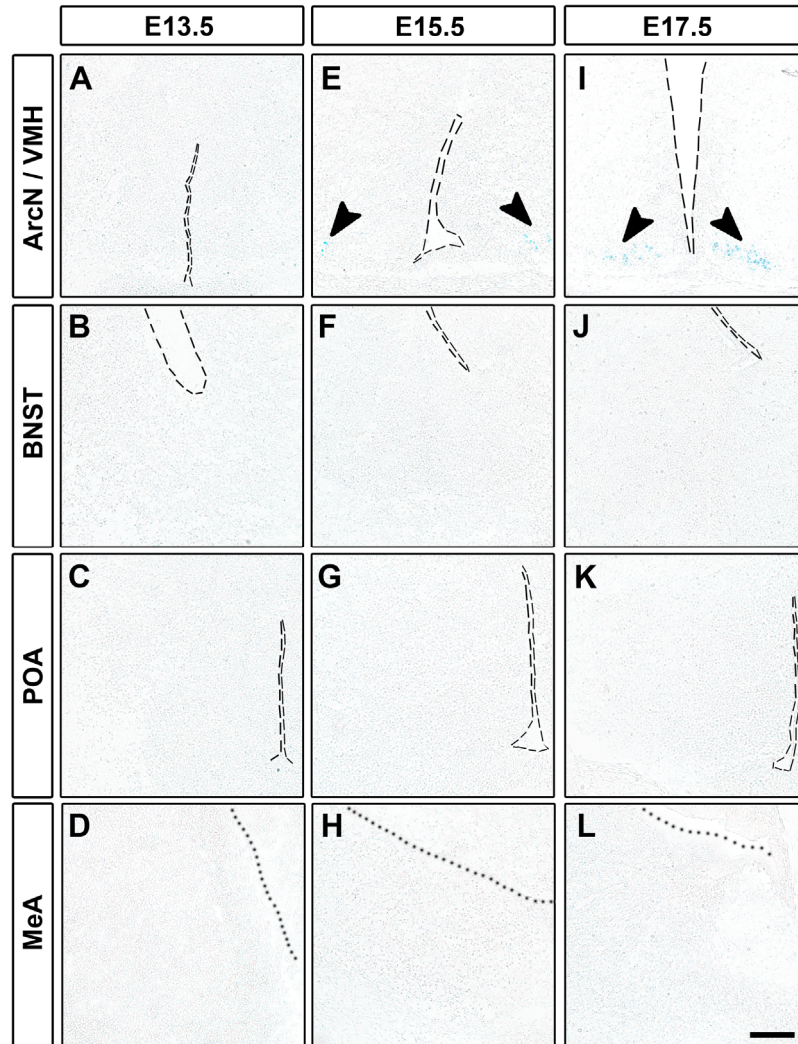 E13.5 E15.5 E17.5
ArcN / VMH
A E I
BNST
B F J
POA
C G K
MeA
D H L